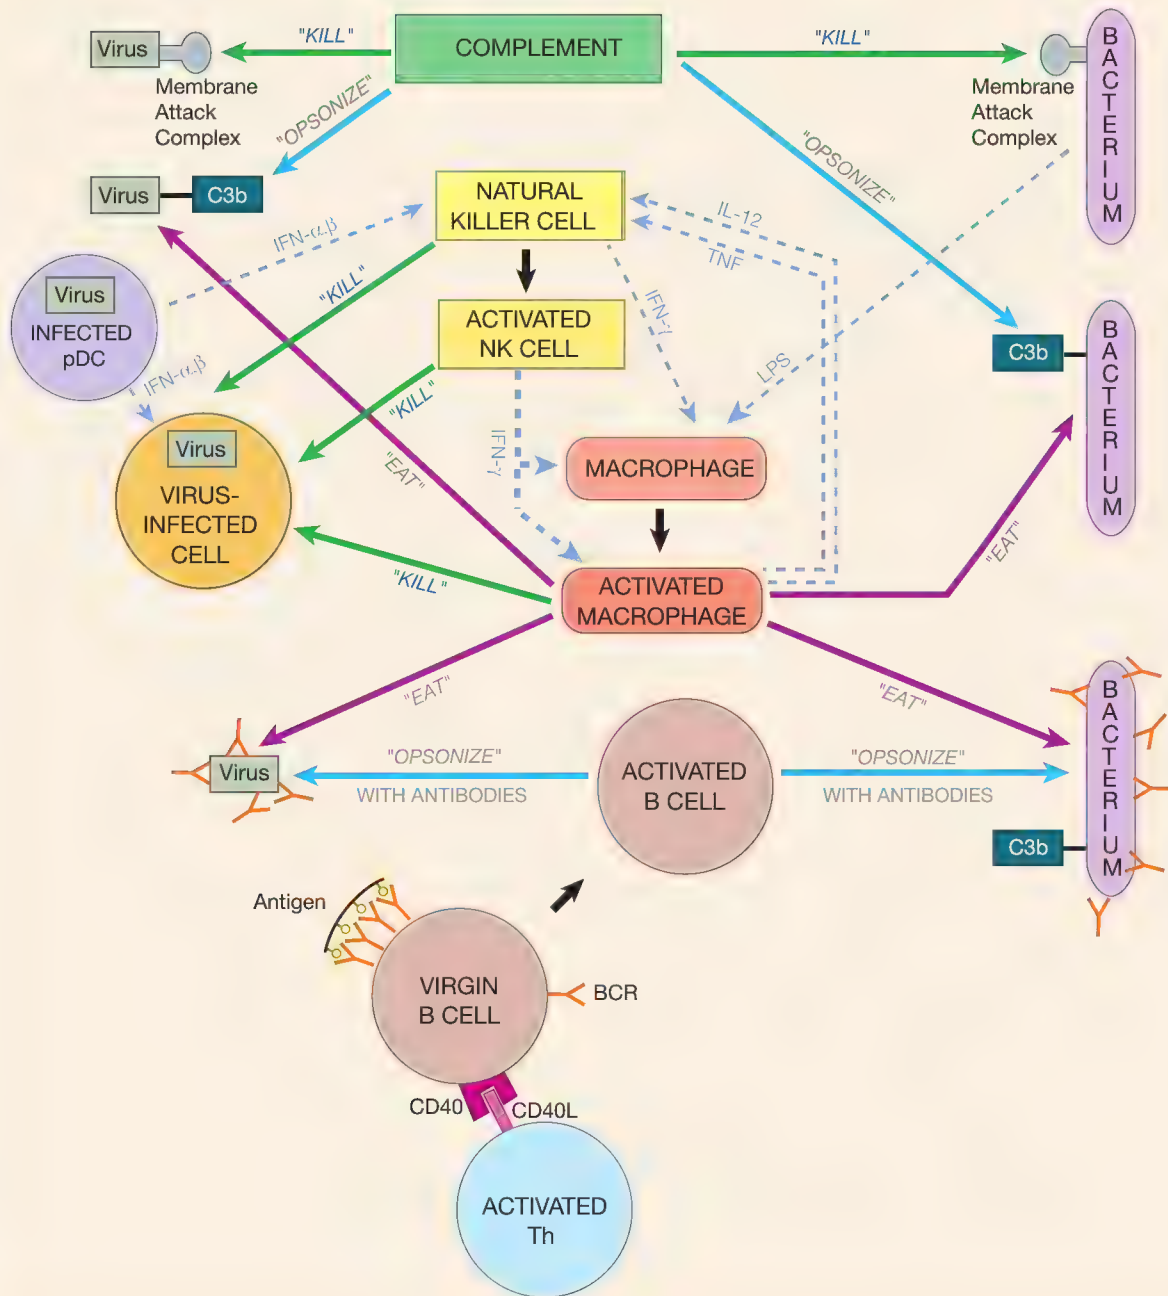 Virus
"KILL"
COMPLEMENT
"KILL"
BACTERIUM
Membrane
Attack
Complex
Membrane
Attack
Complex
"OPSONIZE"
"OPSONIZE"
Virus
C3b
NATURAL
KILLER CELL
IL-12
TNF
IFN-α,β
Virus
INFECTED
pDC
"KILL"
IFN-γ
ACTIVATED
NK CELL
C3b
BACTERIUM
LPS
IFN-α,β
"KILL"
Virus
VIRUS-
INFECTED
CELL
"EAT"
IFN-γ
MACROPHAGE
"KILL"
ACTIVATED
MACROPHAGE
"EAT"
"EAT"
"EAT"
BACTERIUM
Virus
"OPSONIZE"
WITH ANTIBODIES
ACTIVATED
B CELL
"OPSONIZE"
WITH ANTIBODIES
C3b
Antigen
VIRGIN
B CELL
BCR
CD40
CD40L
ACTIVATED
Th